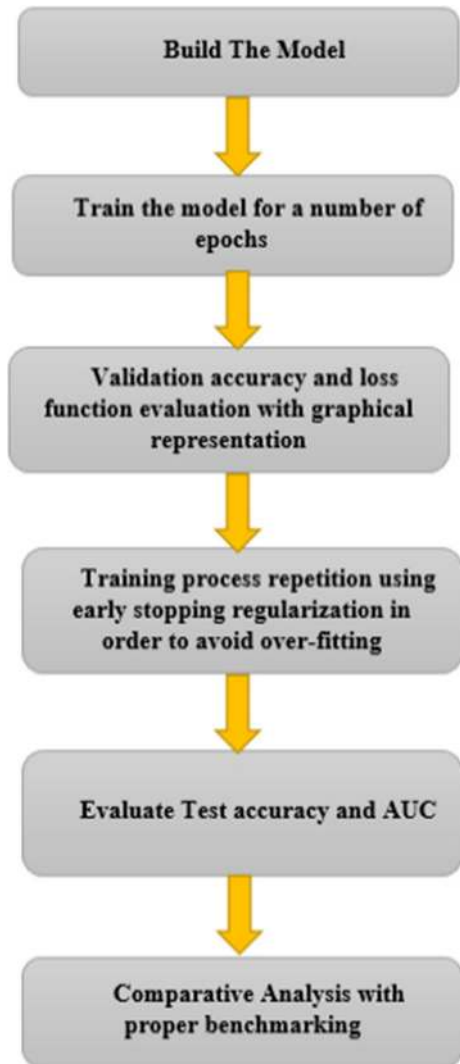 Build The Model
Train the model for a number of
epochs
Validation accuracy and loss
function evaluation with graphical
representation
Training process repetition using
early stopping regularization in
order to avoid over-fitting
Evaluate Test accuracy and AUC
Comparative Analysis with
proper benchmarking